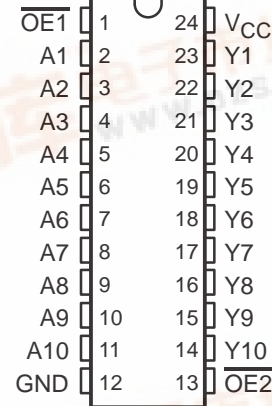 OE1 1 24 VCC
A1 2 23 Y1
A2 3 22 Y2
A3 4 21 Y3
A4 5 20 Y4
A5 6 19 Y5
A6 7 18 Y6
A7 8 17 Y7
A8 9 16 Y8
A9 10 15 Y9
A10 11 14 Y10
GND 12 13 OE2